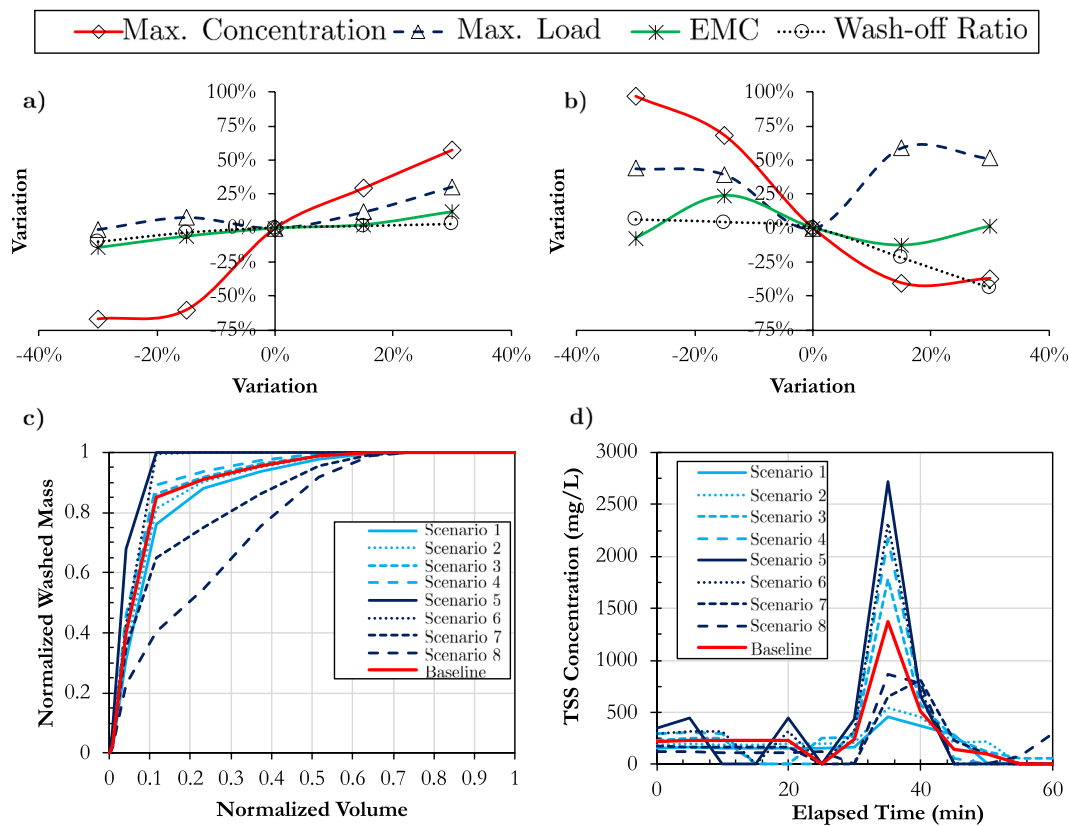 Max. Concentration Max. Load EMC Wash-off Ratio
a)
100%
75%
50%
25%
0%
-25%
-50%
-75%
-40% -20% 0% 20% 40%
Variation
Variation
b)
100%
75%
50%
25%
0%
-25%
-50%
-75%
-40% -20% 0% 20% 40%
Variation
Variation
c)
1
0.8
0.6
0.4
0.2
0
0 0.1 0.2 0.3 0.4 0.5 0.6 0.7 0.8 0.9 1
Normalized Washed Mass
Normalized Volume
Scenario 1
Scenario 2
Scenario 3
Scenario 4
Scenario 5
Scenario 6
Scenario 7
Scenario 8
Baseline
d)
3000
2500
2000
1500
1000
500
0
0 20 40 60
TSS Concentration (mg/L)
Elapsed Time (min)
Scenario 1
Scenario 2
Scenario 3
Scenario 4
Scenario 5
Scenario 6
Scenario 7
Scenario 8
Baseline